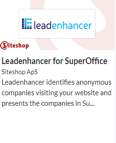 leadenhancer
Siteshop
Leadenhancer for SuperOffice
Siteshop ApS
Leadenhancer identifies anonymous
companies visiting your website and
presents the companies in Su...